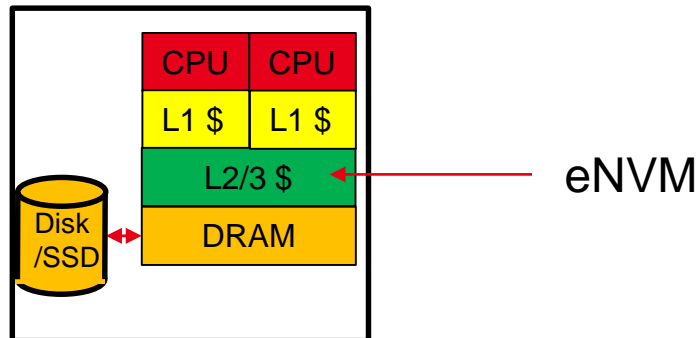 CPU CPU
L1 $ L1 $
L2/3 $
eNVM
Disk
/SSD
DRAM